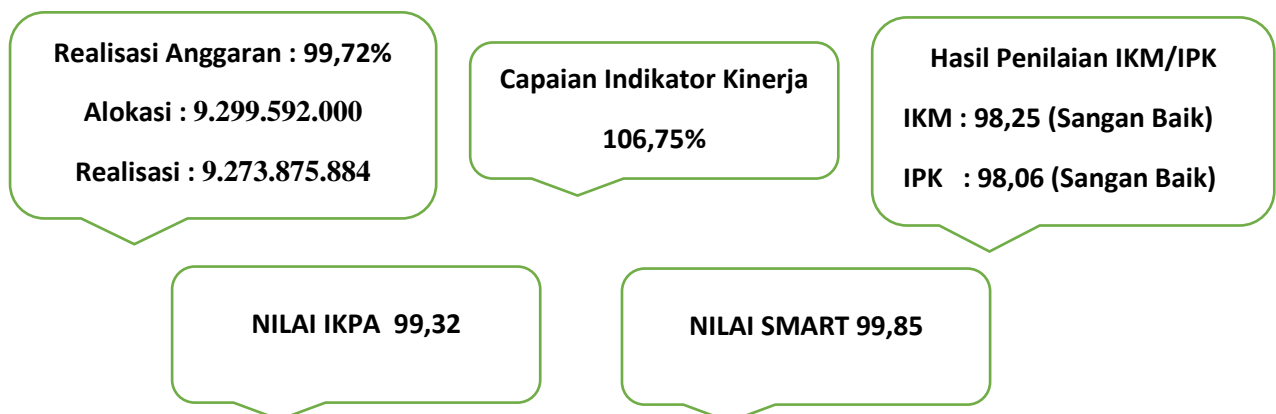 Realisasi Anggaran : 99,72%
Alokasi : 9.299.592.000
Realisasi : 9.273.875.884
Capaian Indikator Kinerja
106,75%
Hasil Penilaian IKM/IPK
IKM : 98,25 (Sangan Baik)
IPK : 98,06 (Sangan Baik)
NILAI IKPA 99,32
NILAI SMART 99,85